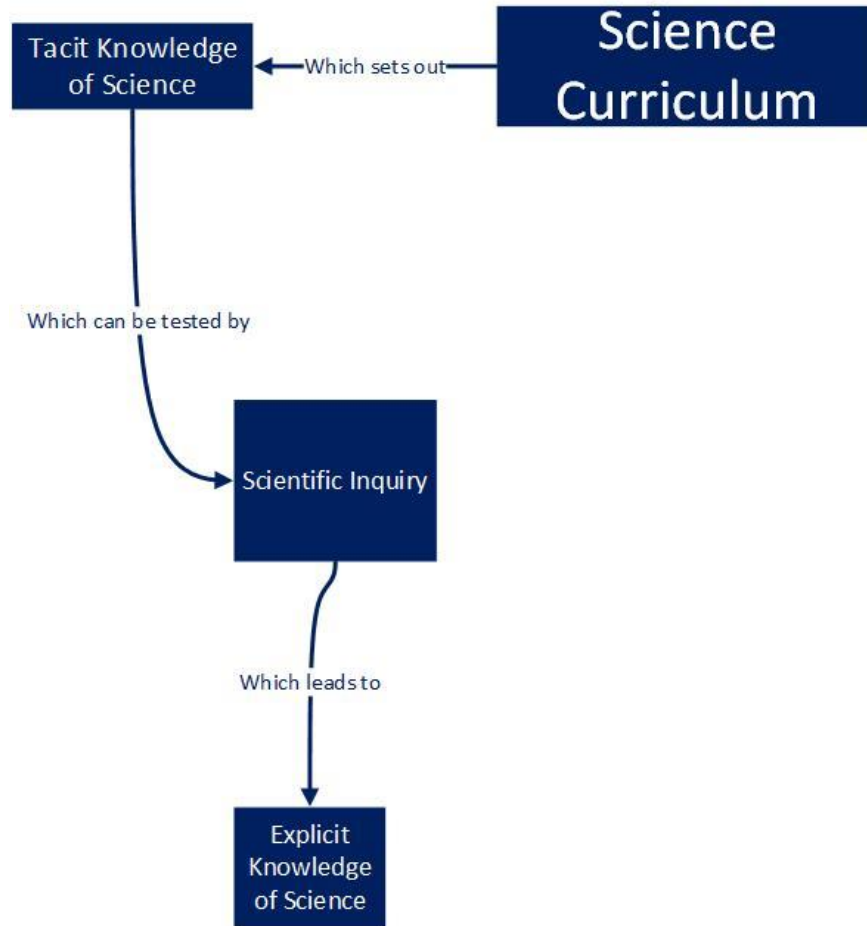 Science
Curriculum
Which sets out
Tacit Knowledge
of Science
Which can be tested by
Scientific Inquiry
Which leads to
Explicit
Knowledge
of Science